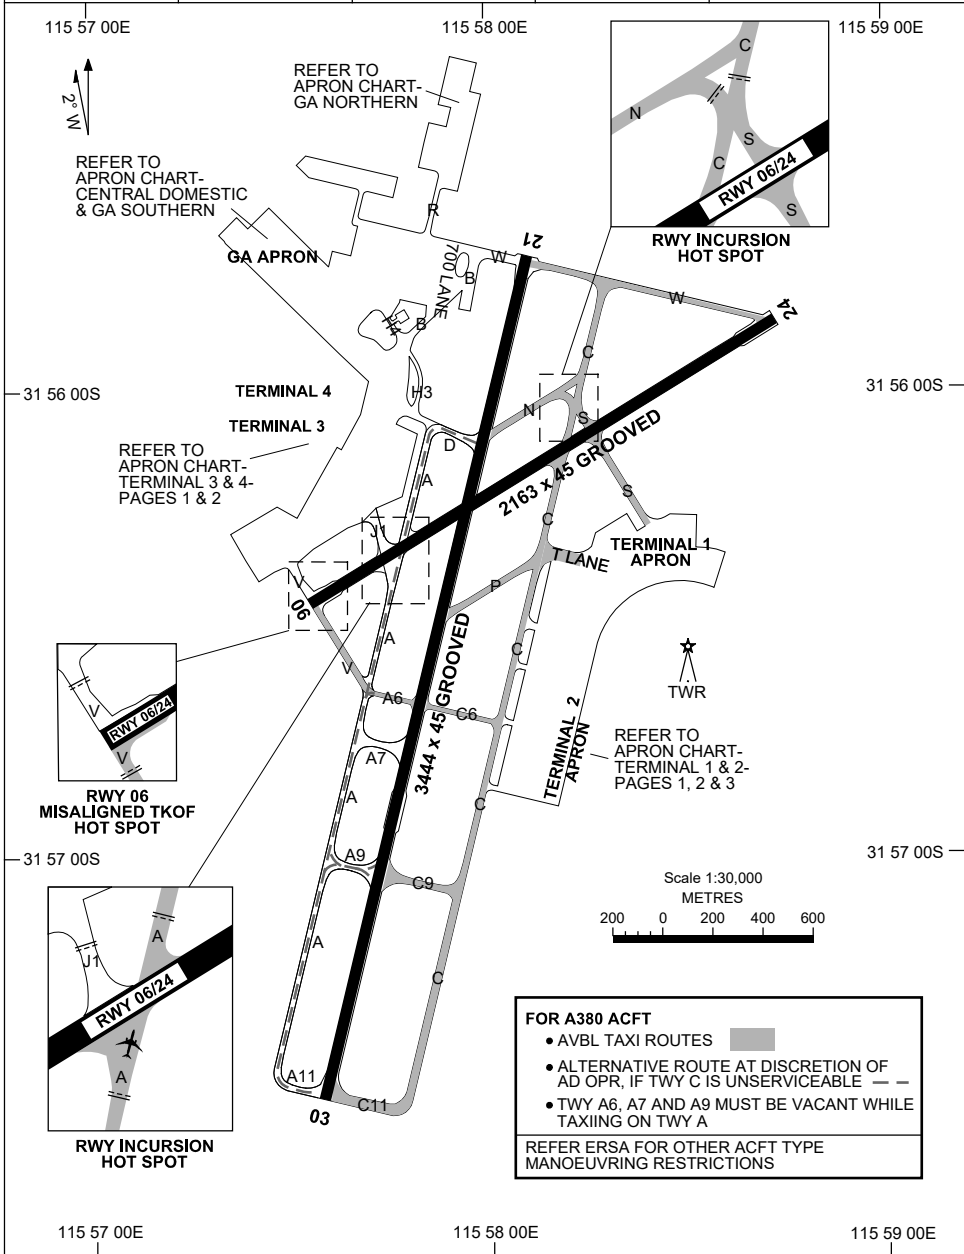 115 57 00E
115 58 00E
115 59 00E
2° W
REFER TO
APRON CHART-
GA NORTHERN
REFER TO
APRON CHART-
CENTRAL DOMESTIC
& GA SOUTHERN
C
N
S
C
RWY 06/24
S
RWY INCURSION
HOT SPOT
R
GA APRON
700 LANE
W
21
B
W
24
B
C
31 56 00S
TERMINAL 4
H3
31 56 00S
TERMINAL 3
N
S
D
REFER TO
APRON CHART-
TERMINAL 3 & 4-
PAGES 1 & 2
A
2163 x 45 GROOVED
S
C
J1
TERMINAL 1
APRON
T LANE
V
P
06
A
C
V
TWR
RWY 06/24
V
V
RWY 06
MISALIGNED TKOF
HOT SPOT
A6
C6
3444 x 45 GROOVED
TERMINAL 2
APRON
REFER TO
APRON CHART-
TERMINAL 1 & 2-
PAGES 1, 2 & 3
A7
A
C
A9
31 57 00S
31 57 00S
C9
Scale 1:30,000
METRES
200 0 200 400 600
A
J1
RWY 06/24
A
RWY INCURSION
HOT SPOT
A
C
A11
C11
03
FOR A380 ACFT
• AVBL TAXI ROUTES
• ALTERNATIVE ROUTE AT DISCRETION OF
AD OPR, IF TWY C IS UNSERVICEABLE
• TWY A6, A7 AND A9 MUST BE VACANT WHILE
TAXIING ON TWY A
REFER ERSA FOR OTHER ACFT TYPE
MANOEUVRING RESTRICTIONS
115 57 00E
115 58 00E
115 59 00E